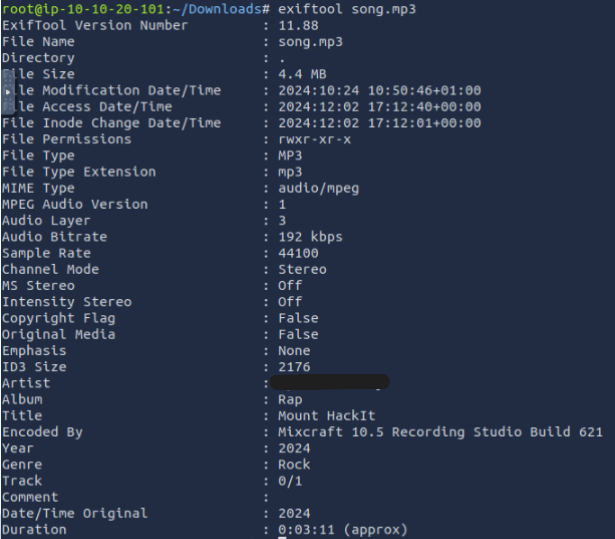 root@ip-10-10-20-101:~/Downloads# exiftool song.mp3
ExifTool Version Number : 11.88
File Name : song.mp3
Directory : .
File Size : 4.4 MB
File Modification Date/Time : 2024:10:24 10:50:46+01:00
File Access Date/Time : 2024:12:02 17:12:40+00:00
File Inode Change Date/Time : 2024:12:02 17:12:01+00:00
File Permissions : rwxr-xr-x
File Type : MP3
File Type Extension : mp3
MIME Type : audio/mpeg
MPEG Audio Version : 1
Audio Layer : 3
Audio Bitrate : 192 kbps
Sample Rate : 44100
Channel Mode : Stereo
MS Stereo : Off
Intensity Stereo : Off
Copyright Flag : False
Original Media : False
Emphasis : None
ID3 Size : 2176
Artist :
Album : Rap
Title : Mount HackIt
Encoded By : Mixcraft 10.5 Recording Studio Build 621
Year : 2024
Genre : Rock
Track : 0/1
Comment :
Date/Time Original : 2024
Duration : 0:03:11 (approx)